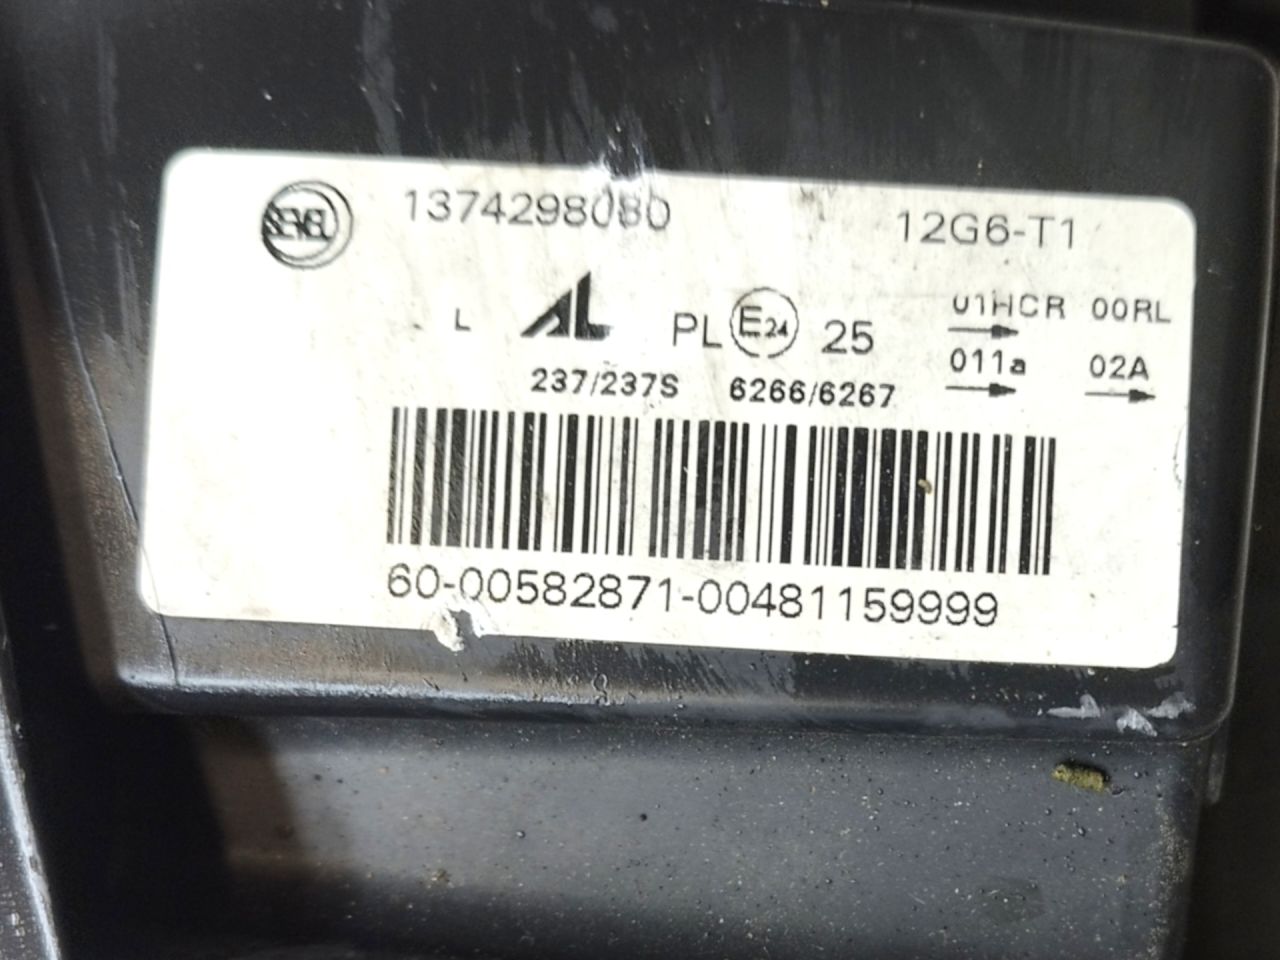 SEVEL 1374298080 12G6-T1
L AL PL E24 25 01HCR 00RL
011a 02A
237/237S 6266/6267
60-00582871-00481159999